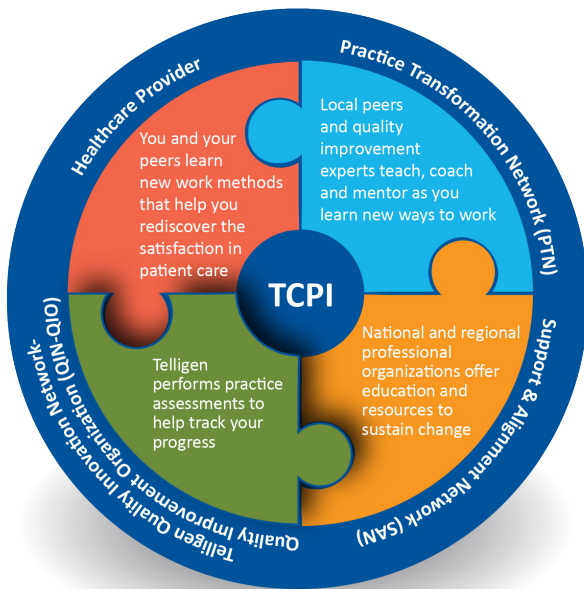 Healthcare Provider
Practice Transformation Network (PTN)
You and your
peers learn
new work methods
that help you
rediscover the
satisfaction in
patient care
Local peers
and quality
improvement
experts teach, coach
and mentor as you
learn new ways to work
TCPI
Telligen
performs practice
assessments to
help track your
progress
National and regional
professional
organizations offer
education and
resources to
sustain change
Telligen Quality Innovation Network-
Quality Improvement Organization (QIN-QIO)
Support & Alignment Network (SAN)